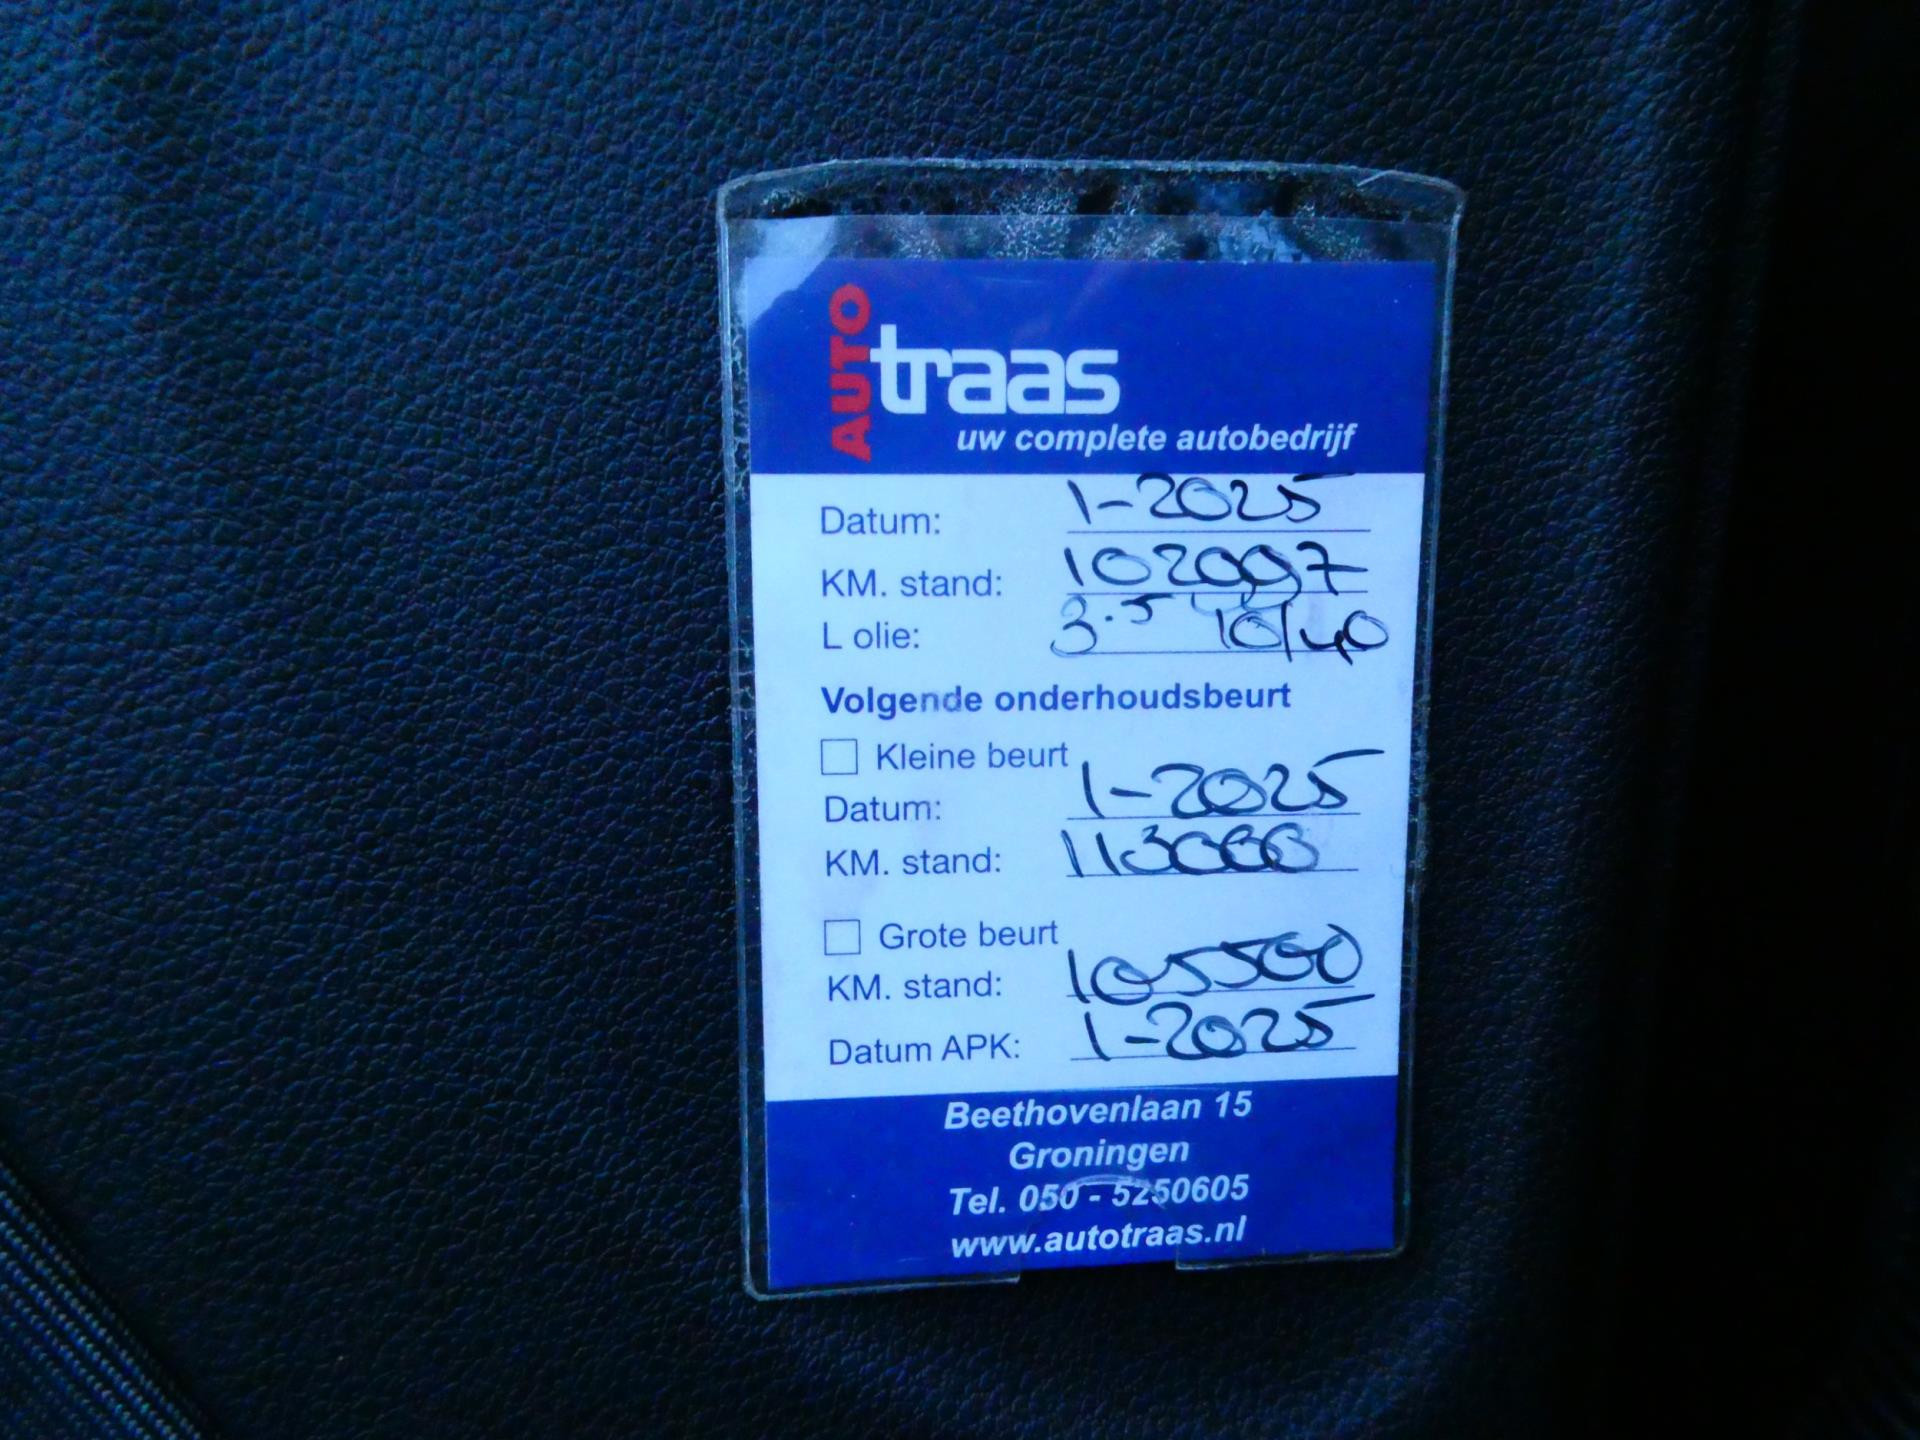 AUTO
traas
uw complete autobedrijf
Datum: 1-2025
KM. stand: 102097
L olie: 3.5 10/40
Volgende onderhoudsbeurt
Kleine beurt
Datum: 1-2025
KM. stand: 113000
Grote beurt
KM. stand: 105500
Datum APK: 1-2025
Beethovenlaan 15
Groningen
Tel. 050 - 5250605
www.autotraas.nl